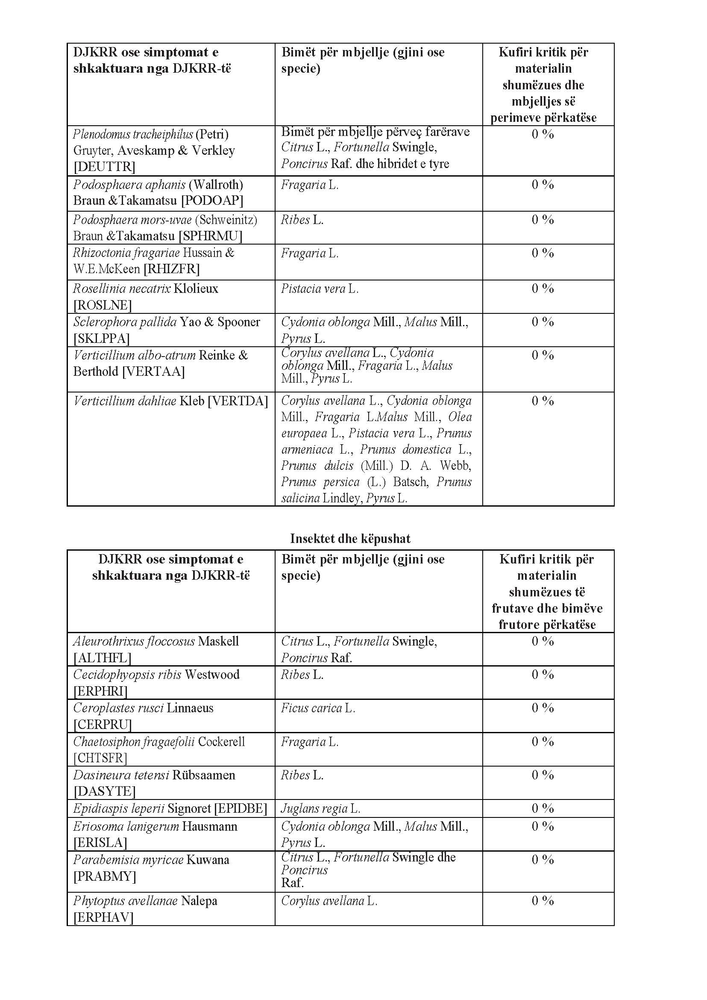 DJKRR ose simptomat e
shkaktuara nga DJKRR-të
Bimët për mbjellje (gjini ose
specie)
Kufiri kritik për
materialin
shumëzues dhe
mbjelljes së
perimeve përkatëse
Plenodomus tracheiphilus (Petri)
Gruyter, Aveskamp & Verkley
[DEUTTR]
Bimët për mbjellje përveç farërave
Citrus L., Fortunella Swingle,
Poncirus Raf. dhe hibridet e tyre
0 %
Podosphaera aphanis (Wallroth)
Braun &Takamatsu [PODOAP]
Fragaria L.
0 %
Podosphaera mors-uvae (Schweinitz)
Braun &Takamatsu [SPHRMU]
Ribes L.
0 %
Rhizoctonia fragariae Hussain &
W.E.McKeen [RHIZFR]
Fragaria L.
0 %
Rosellinia necatrix Klolieux
[ROSLNE]
Pistacia vera L.
0 %
Sclerophora pallida Yao & Spooner
[SKLPPA]
Cydonia oblonga Mill., Malus Mill.,
Pyrus L.
0 %
Verticillium albo-atrum Reinke &
Berthold [VERTAA]
Corylus avellana L., Cydonia
oblonga Mill., Fragaria L., Malus
Mill., Pyrus L.
0 %
Verticillium dahliae Kleb [VERTDA]
Corylus avellana L., Cydonia oblonga
Mill., Fragaria L.Malus Mill., Olea
europaea L., Pistacia vera L., Prunus
armeniaca L., Prunus domestica L.,
Prunus dulcis (Mill.) D. A. Webb,
Prunus persica (L.) Batsch, Prunus
salicina Lindley, Pyrus L.
0 %
Insektet dhe këpushat
DJKRR ose simptomat e
shkaktuara nga DJKRR-të
Bimët për mbjellje (gjini ose
specie)
Kufiri kritik për
materialin
shumëzues të
frutave dhe bimëve
frutore përkatëse
Aleurothrixus floccosus Maskell
[ALTHFL]
Citrus L., Fortunella Swingle,
Poncirus Raf.
0 %
Cecidophyopsis ribis Westwood
[ERPHRI]
Ribes L.
0 %
Ceroplastes rusci Linnaeus
[CERPRU]
Ficus carica L.
0 %
Chaetosiphon fragaefolii Cockerell
[CHTSFR]
Fragaria L.
0 %
Dasineura tetensi Rübsaamen
[DASYTE]
Ribes L.
0 %
Epidiaspis leperii Signoret [EPIDBE]
Juglans regia L.
0 %
Eriosoma lanigerum Hausmann
[ERISLA]
Cydonia oblonga Mill., Malus Mill.,
Pyrus L.
0 %
Parabemisia myricae Kuwana
[PRABMY]
Citrus L., Fortunella Swingle dhe
Poncirus
Raf.
0 %
Phytoptus avellanae Nalepa
[ERPHAV]
Corylus avellana L.
0 %